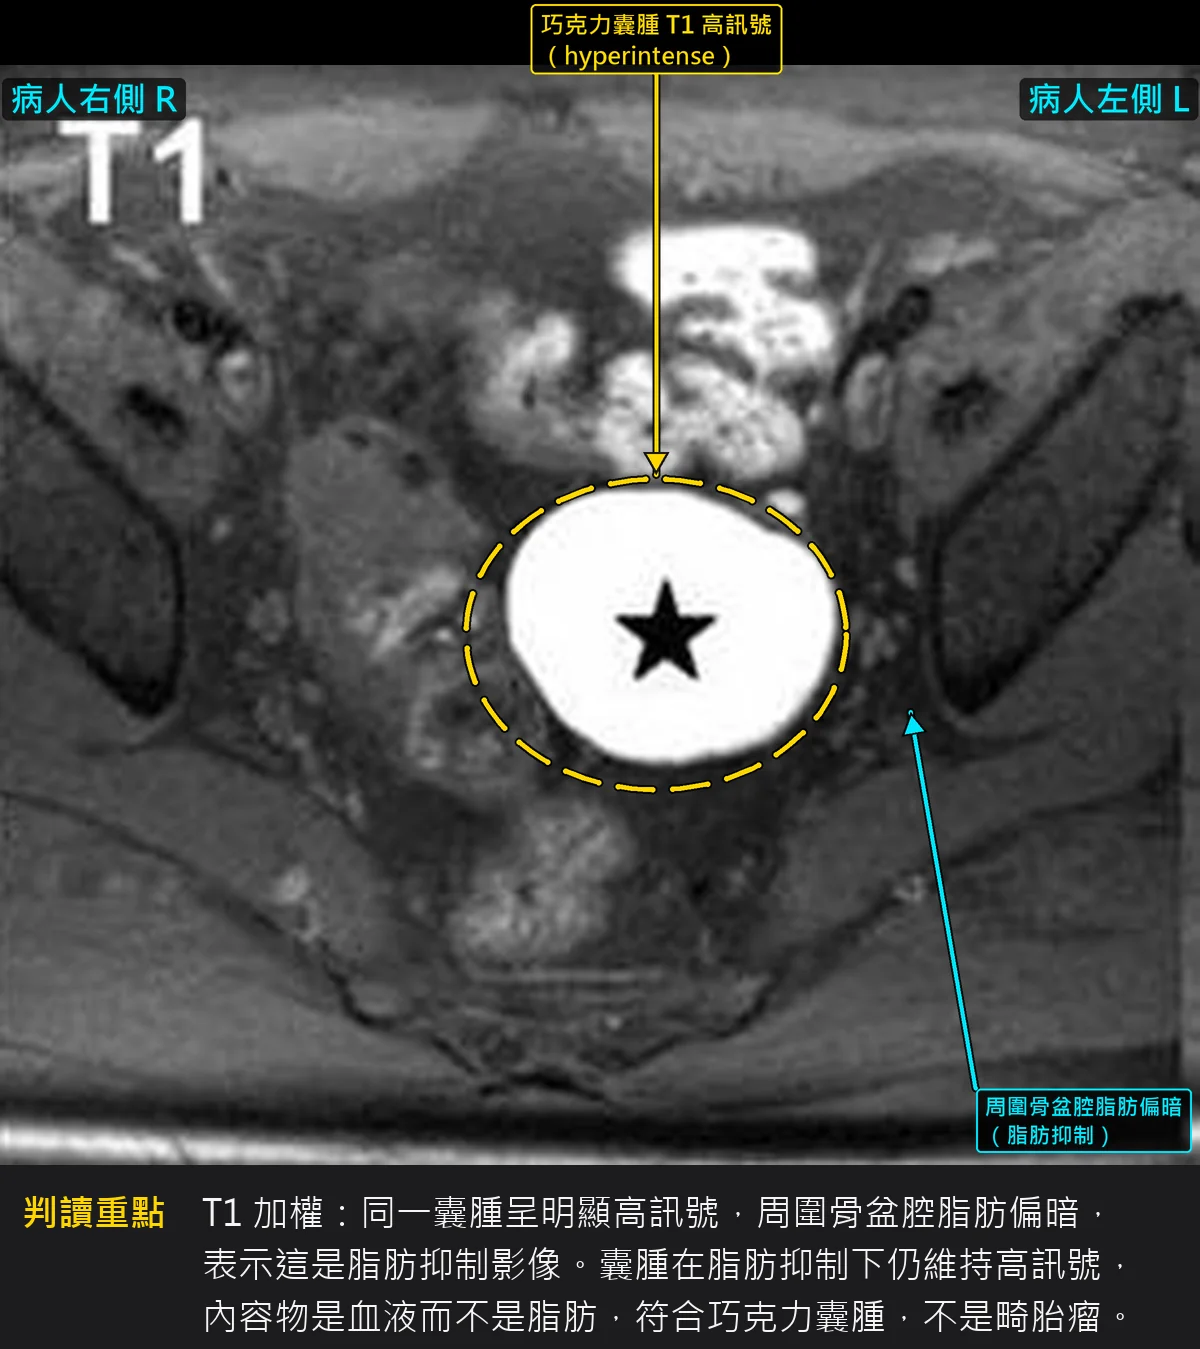 巧克力囊腫 T1 高訊號
（hyperintense）
病人右側 R
病人左側 L
T1
周圍骨盆腔脂肪偏暗
（脂肪抑制）
判讀重點
T1 加權：同一囊腫呈明顯高訊號，周圍骨盆腔脂肪偏暗，
表示這是脂肪抑制影像。囊腫在脂肪抑制下仍維持高訊號，
內容物是血液而不是脂肪，符合巧克力囊腫，不是畸胎瘤。